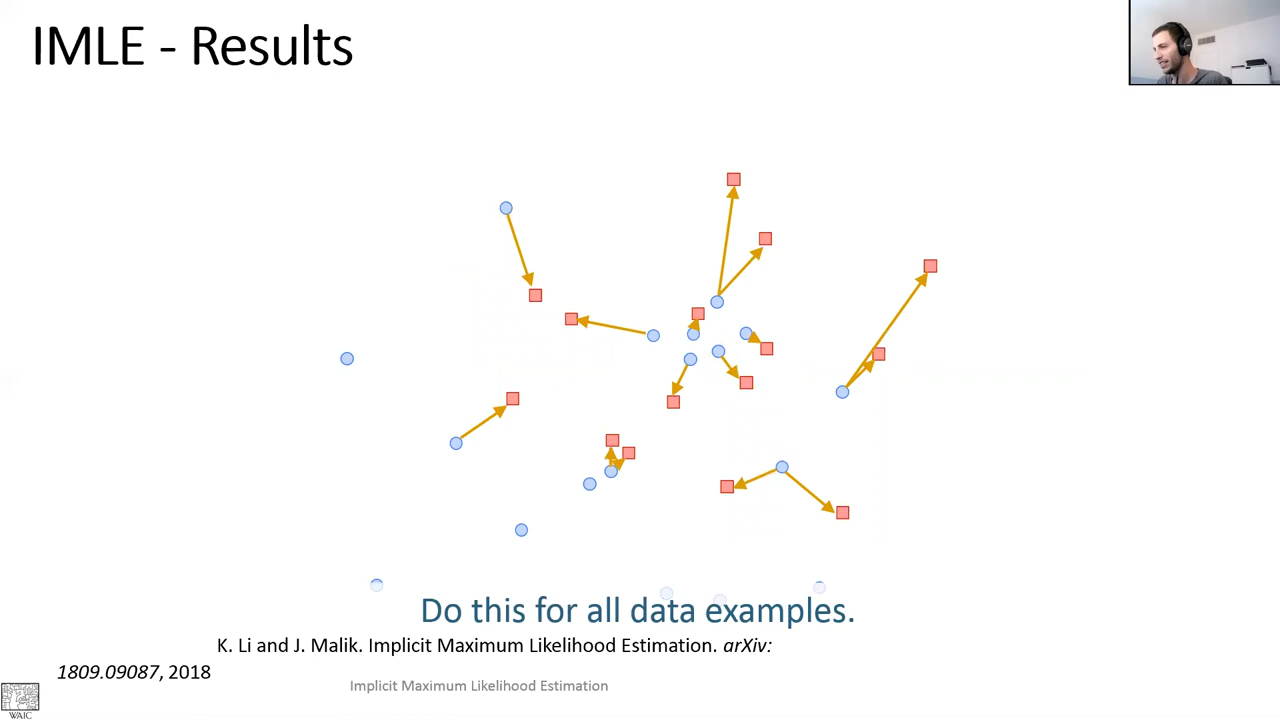 IMLE - Results
Do this for all data examples.
K. Li and J. Malik. Implicit Maximum Likelihood Estimation. arXiv:
1809.09087, 2018
Implicit Maximum Likelihood Estimation
WAIC